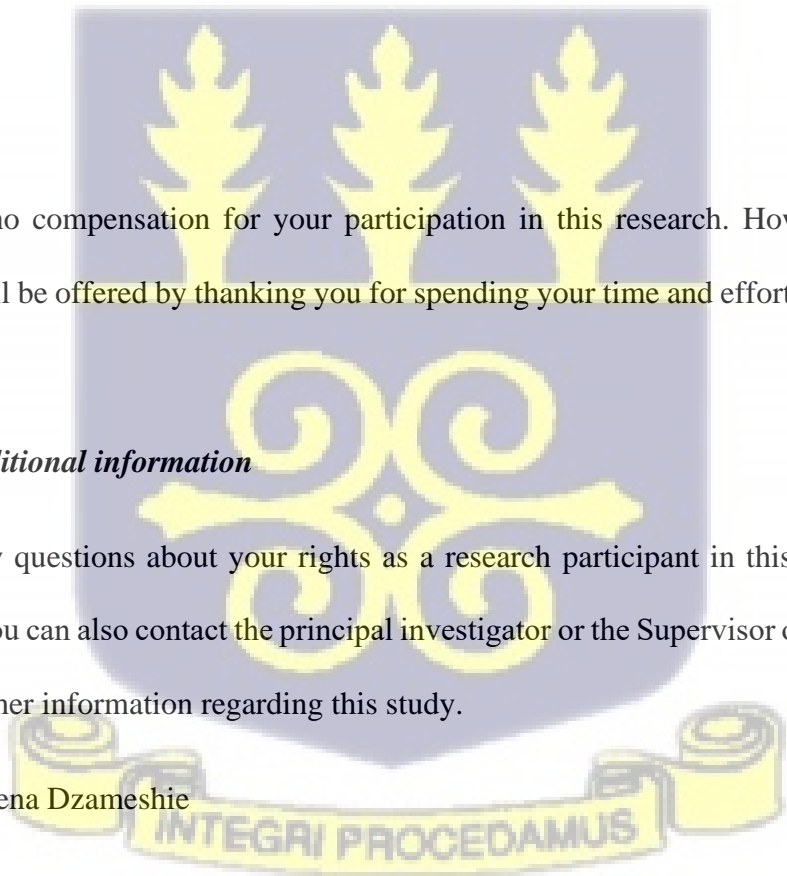 no compensation for your participation in this research. Hov
ll be offered by thanking you for spending your time and effort
litional information
y questions about your rights as a research participant in this
ou can also contact the principal investigator or the Supervisor o
her information regarding this study.
ena Dzameshie
INTEGRI PROCEDAMUS